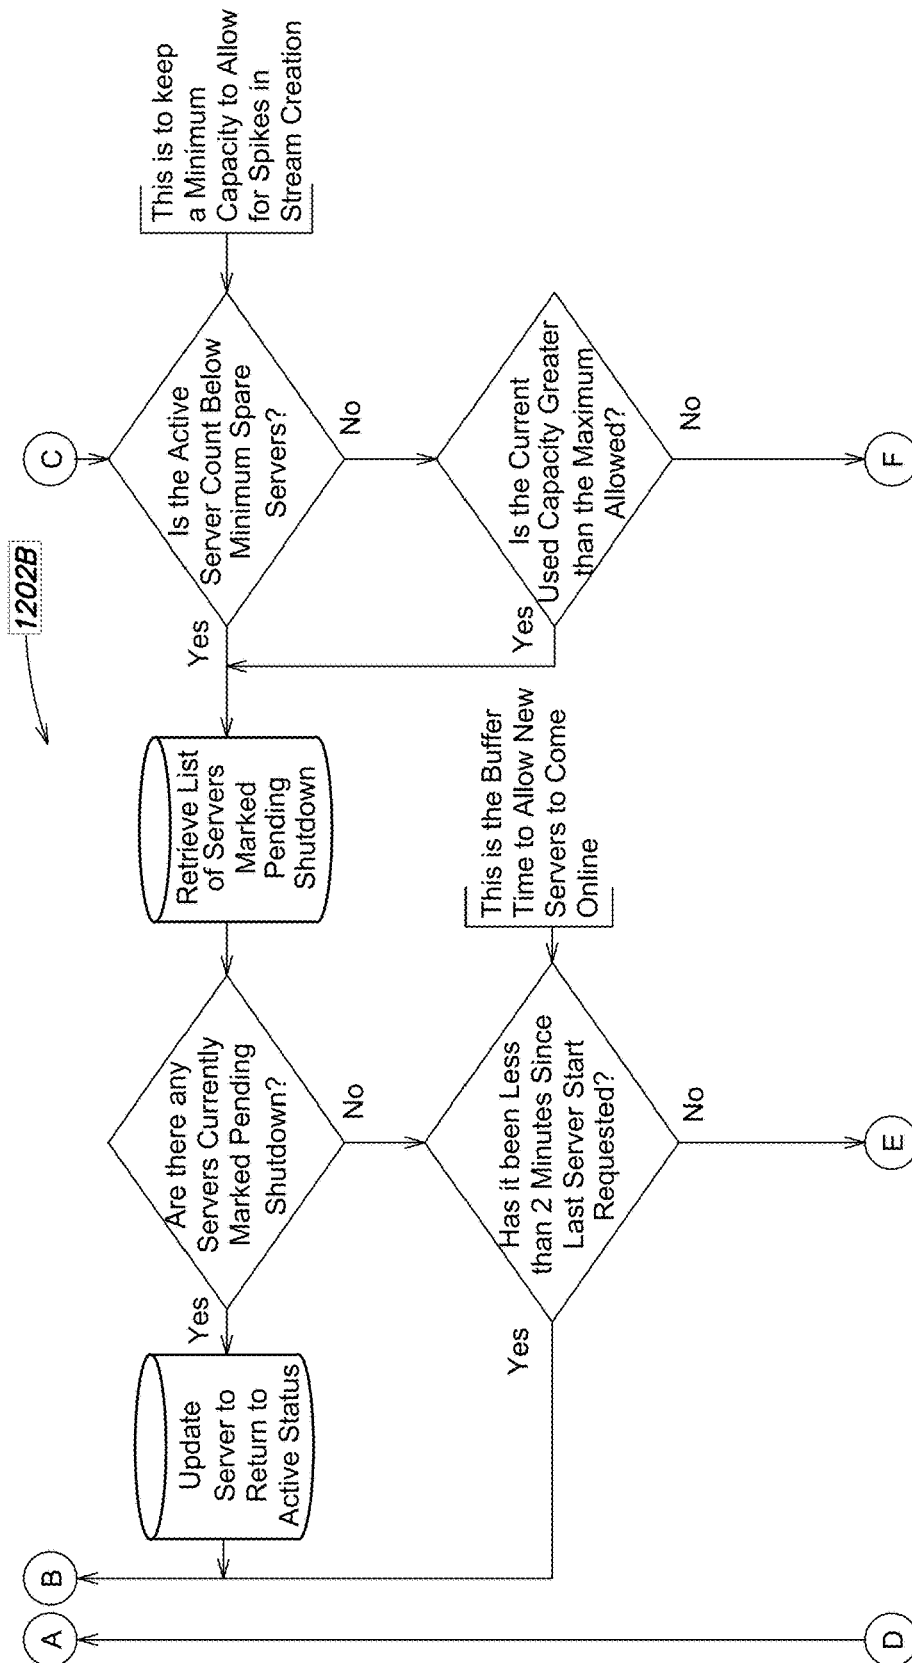 1202B
A
B
C
Update
Server to
Return to
Active Status
Yes
Are there any
Servers Currently
Marked Pending
Shutdown?
No
Retrieve List
of Servers
Marked
Pending
Shutdown
Yes
Is the Active
Server Count Below
Minimum Spare
Servers?
No
This is to keep
a Minimum
Capacity to Allow
for Spikes in
Stream Creation
Yes
Has it been Less
than 2 Minutes Since
Last Server Start
Requested?
No
This is the Buffer
Time to Allow New
Servers to Come
Online
Yes
Is the Current
Used Capacity Greater
than the Maximum
Allowed?
No
D
E
F